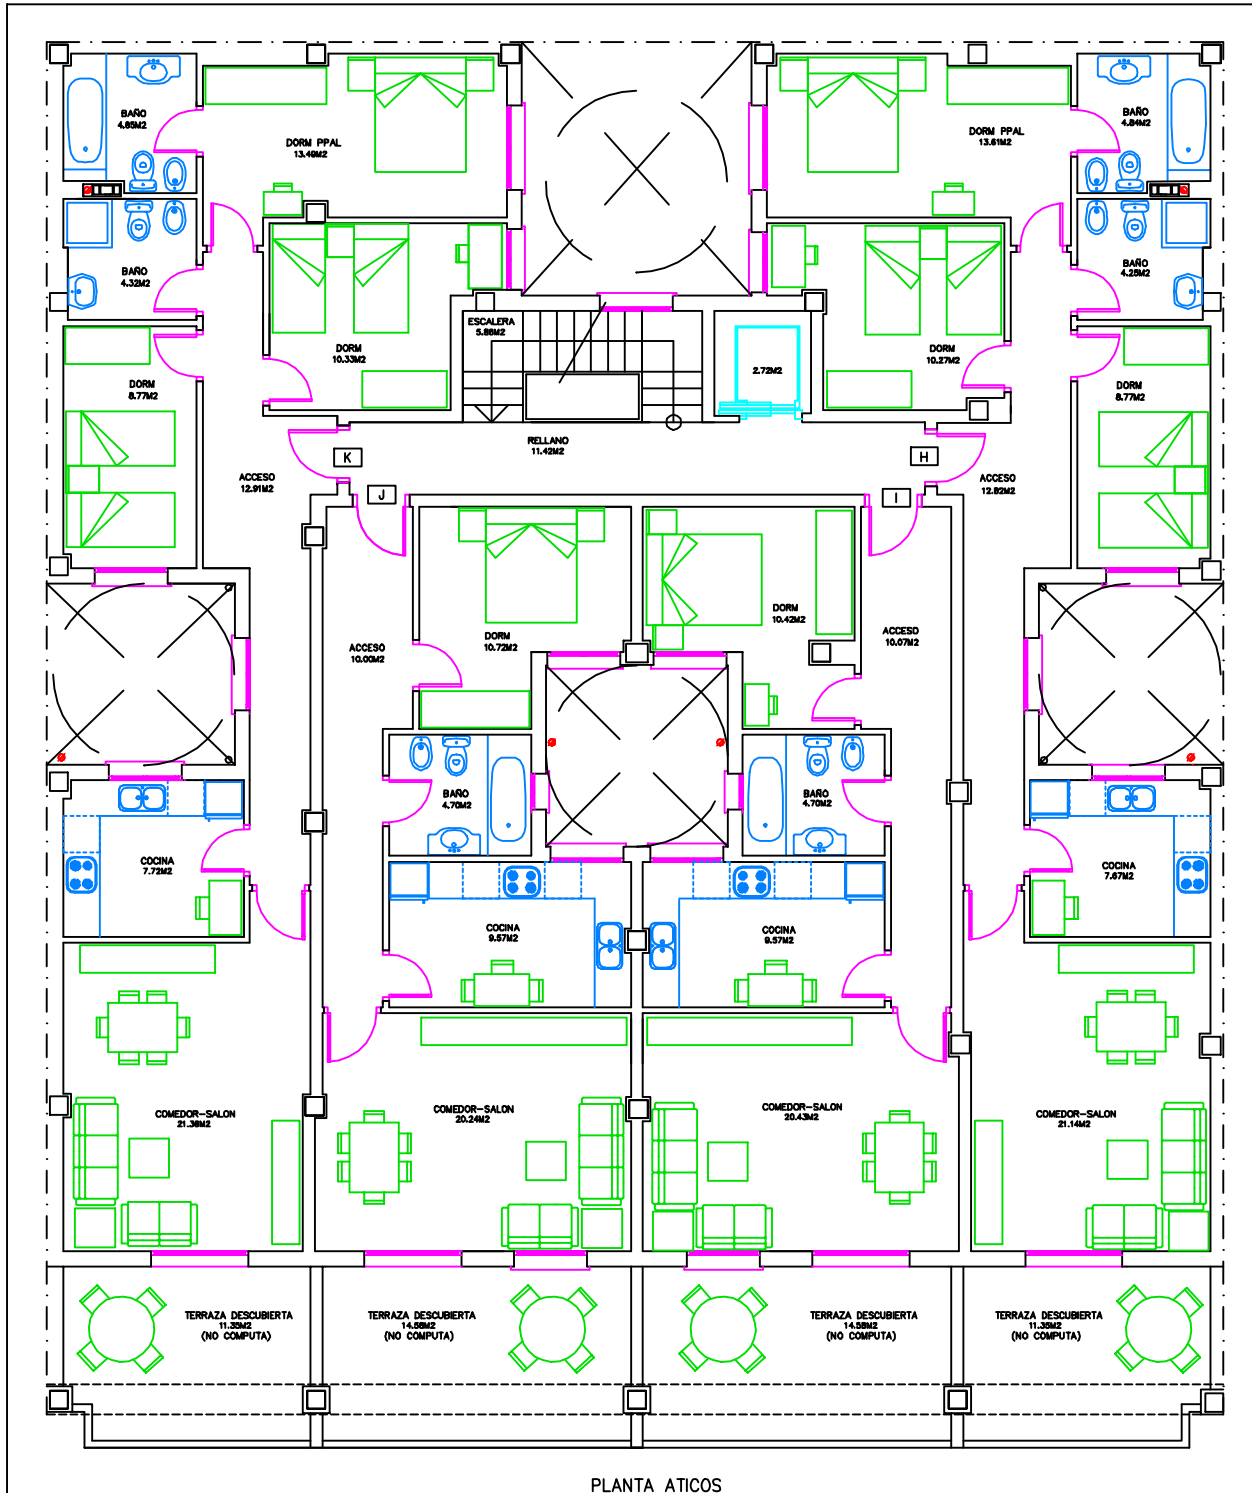 BAÑO
4.85M2
DORM PPAL
13.49M2
DORM PPAL
13.61M2
BAÑO
4.84M2
BAÑO
4.32M2
BAÑO
4.25M2
ESCALERA
5.86M2
DORM
10.33M2
2.72M2
DORM
10.27M2
DORM
8.77M2
DORM
8.77M2
RELLANO
11.42M2
K
H
J
I
ACCESO
12.91M2
ACCESO
12.82M2
DORM
10.72M2
DORM
10.42M2
ACCESO
10.00M2
ACCESO
10.07M2
BAÑO
4.70M2
BAÑO
4.70M2
COCINA
7.72M2
COCINA
7.67M2
COCINA
9.57M2
COCINA
9.57M2
COMEDOR-SALON
21.36M2
COMEDOR-SALON
20.24M2
COMEDOR-SALON
20.43M2
COMEDOR-SALON
21.14M2
TERRAZA DESCUBIERTA
11.35M2
(NO COMPUTA)
TERRAZA DESCUBIERTA
14.58M2
(NO COMPUTA)
TERRAZA DESCUBIERTA
14.58M2
(NO COMPUTA)
TERRAZA DESCUBIERTA
11.35M2
(NO COMPUTA)
PLANTA ATICOS